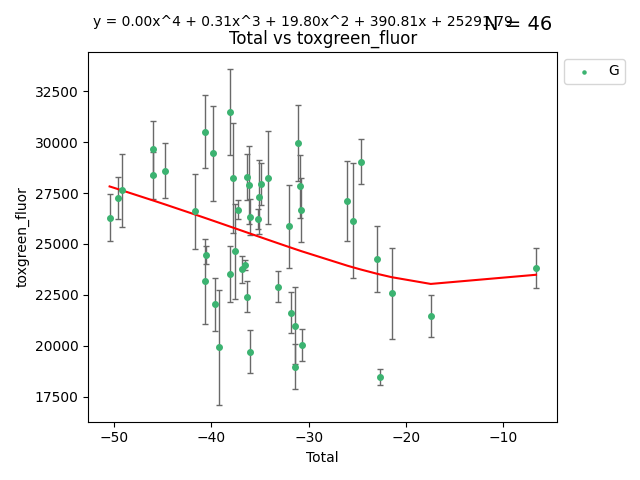 y = 0.00x^4 + 0.31x^3 + 19.80x^2 + 390.81x + 25291.79
N = 46
Total vs toxgreen_fluor
G
toxgreen_fluor
32500
30000
27500
25000
22500
20000
17500
−50 −40 −30 −20 −10
Total